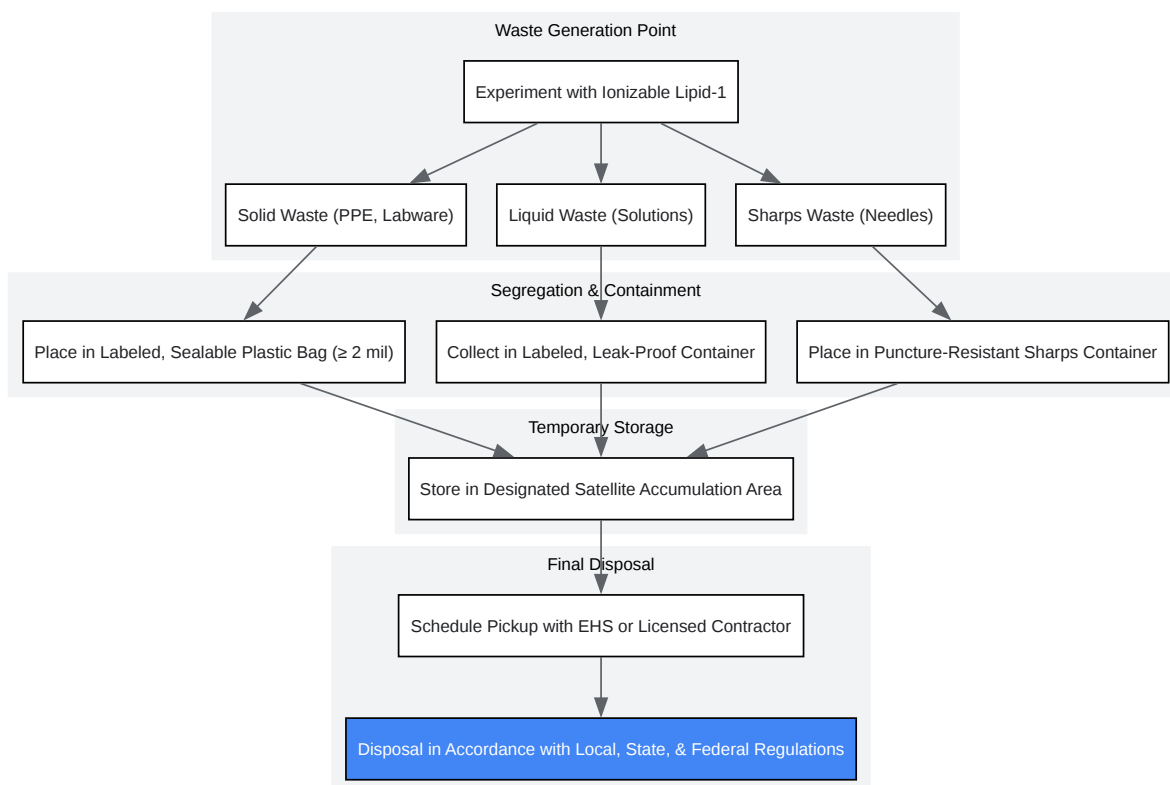 Waste Generation Point
Experiment with Ionizable Lipid-1
Solid Waste (PPE, Labware)
Liquid Waste (Solutions)
Sharps Waste (Needles)
Segregation & Containment
Place in Labeled, Sealable Plastic Bag (≥ 2 mil)
Collect in Labeled, Leak-Proof Container
Place in Puncture-Resistant Sharps Container
Temporary Storage
Store in Designated Satellite Accumulation Area
Final Disposal
Schedule Pickup with EHS or Licensed Contractor
Disposal in Accordance with Local, State, & Federal Regulations